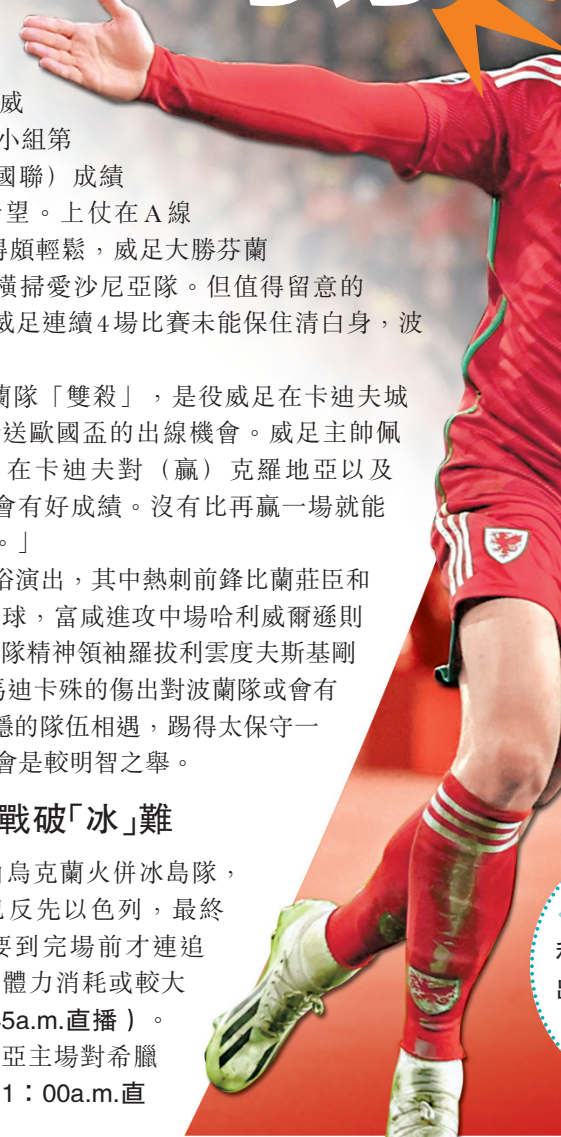 威
小組第
國聯）成績
望。上仗在A線
得頗輕鬆，威足大勝芬蘭
橫掃愛沙尼亞隊。但值得留意的
威足連續4場比賽未能保住清白身，波
蘭隊「雙殺」，是役威足在卡迪夫城
送歐國盃的出線機會。威足主帥佩
在卡迪夫對（贏）克羅地亞以及
會有好成績。沒有比再贏一場就能
。」
俗演出，其中熱刺前鋒比蘭莊臣和
球，富咸進攻中場哈利威爾遜則
隊精神領袖羅拔利雲度夫斯基剛
馬迪卡殊的傷出對波蘭隊或會有
穩的隊伍相遇，踢得太保守一
會是較明智之舉。
戰破「冰」難
烏克蘭火併冰島隊，
反先以色列，最終
要到完場前才連追
體力消耗或較大
5a.m.直播）。
亞主場對希臘
1：00a.m.直